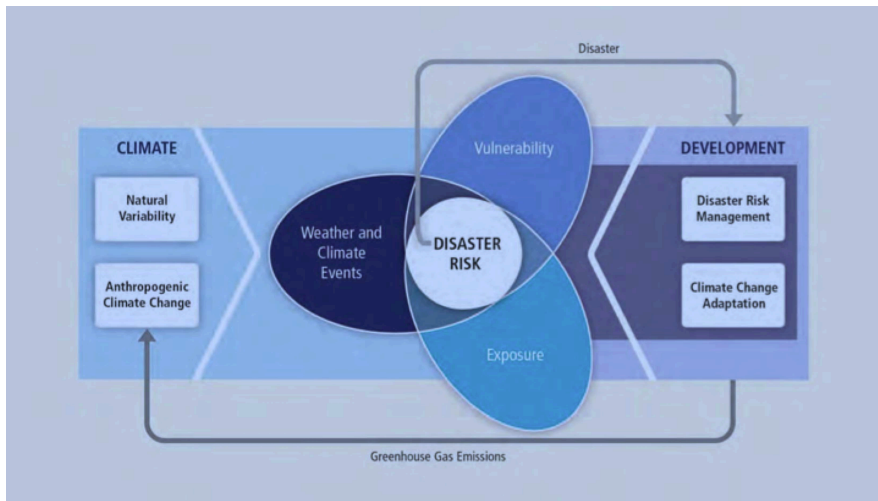 Disaster
CLIMATE
Natural
Variability
Anthropogenic
Climate Change
Vulnerability
Weather and
Climate
Events
DISASTER
RISK
Exposure
DEVELOPMENT
Disaster Risk
Management
Climate Change
Adaptation
Greenhouse Gas Emissions